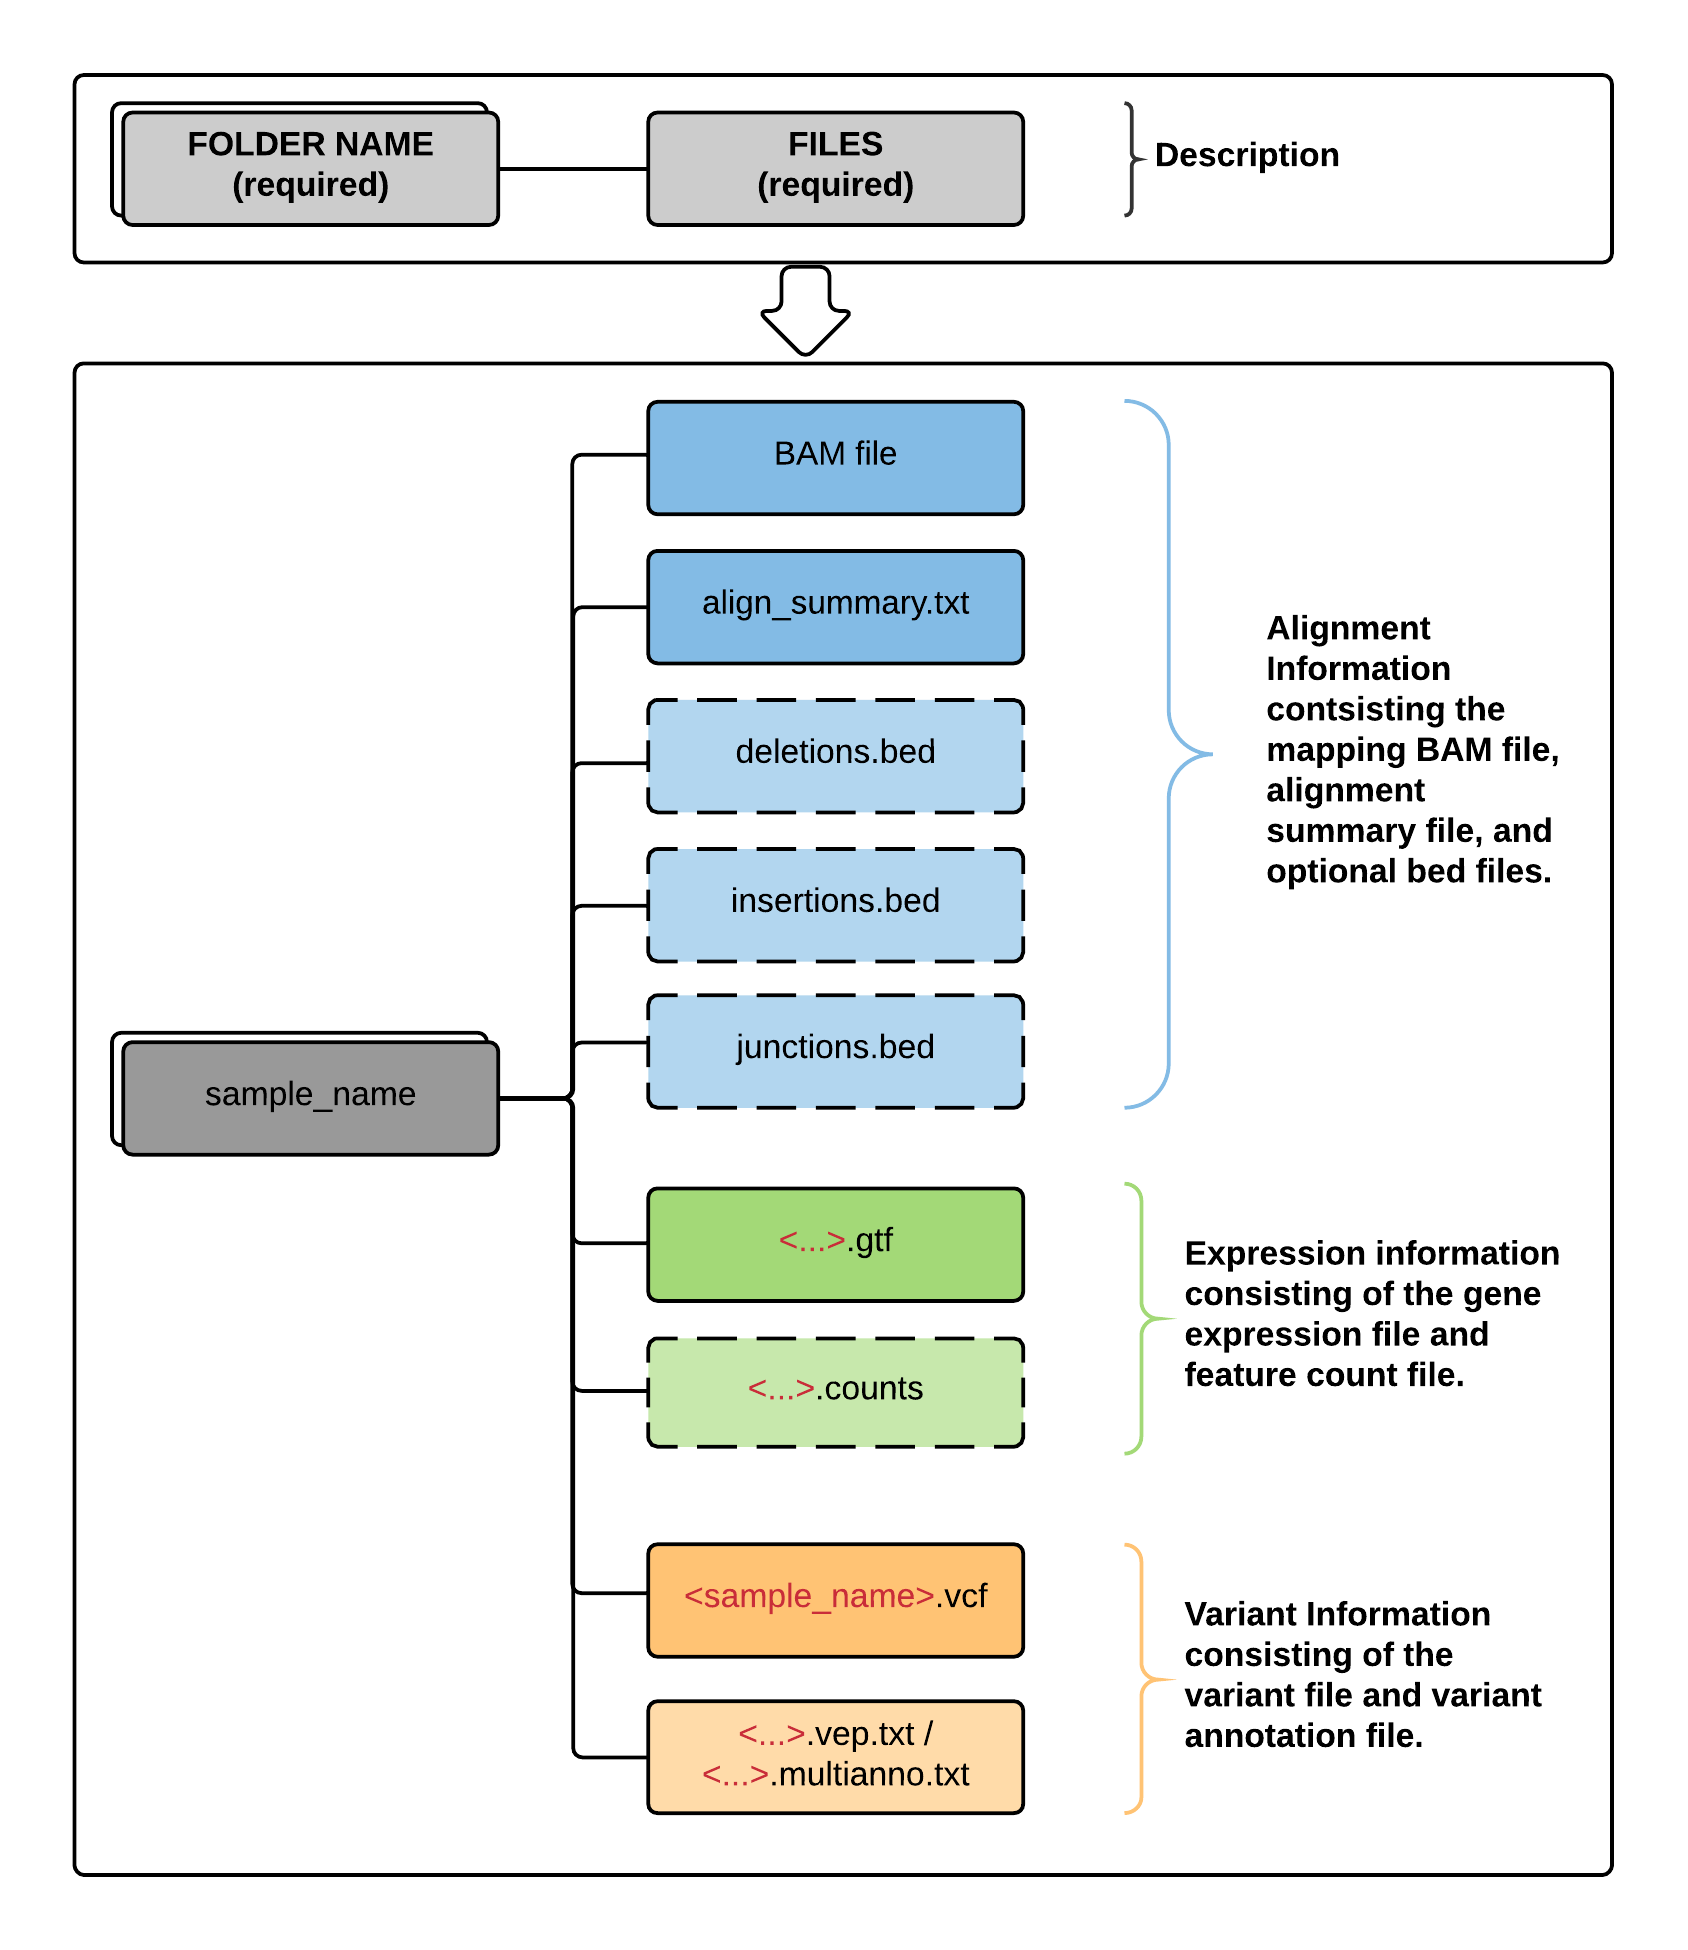 FOLDER NAME
(required)
FILES
(required)
Description
BAM file
align_summary.txt
deletions.bed
insertions.bed
junctions.bed
Alignment
Information
contsisting the
mapping BAM file,
alignment
summary file, and
optional bed files.
sample_name
<...>.gtf
<...>.counts
Expression information
consisting of the gene
expression file and
feature count file.
<sample_name>.vcf
<...>.vep.txt /
<...>.multianno.txt
Variant Information
consisting of the
variant file and variant
annotation file.